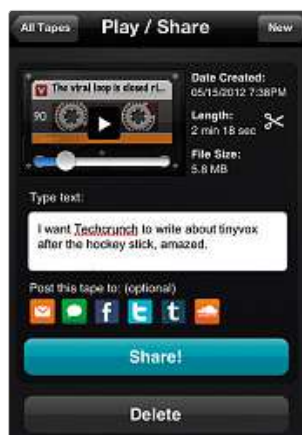 All Tapes
Play / Share
New
The viral loop is closed ri...
90
Date Created:
05/15/2012 7:38PM
Length:
2 min 18 sec
File Size:
5.8 MB
Type text:
I want Techcrunch to write about tinyvox
after the hockey slick, amazed.
Post this tape to: (optional)
Share!
Delete